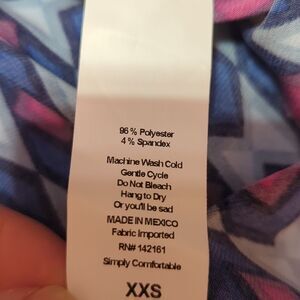 96 % Polyester
4 % Spandex
Machine Wash Cold
Gentle Cycle
Do Not Bleach
Hang to Dry
Or you'll be sad
MADE IN MEXICO
Fabric Imported
RN# 142161
Simply Comfortable
XXS